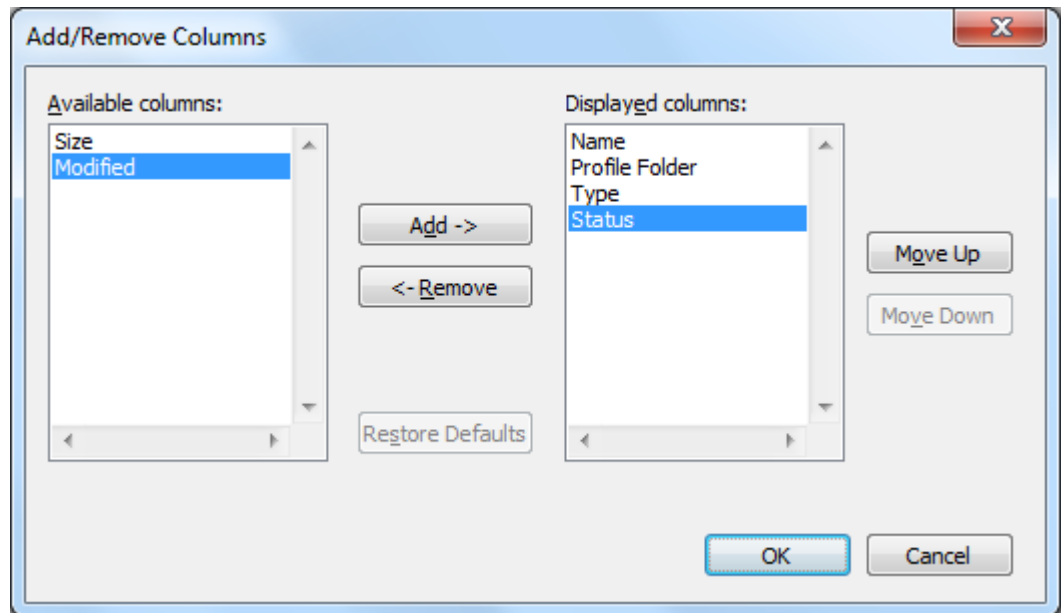 Add/Remove Columns
Available columns:
Size
Modified
Add ->
<- Remove
Restore Defaults
Displayed columns:
Name
Profile Folder
Type
Status
Move Up
Move Down
OK
Cancel